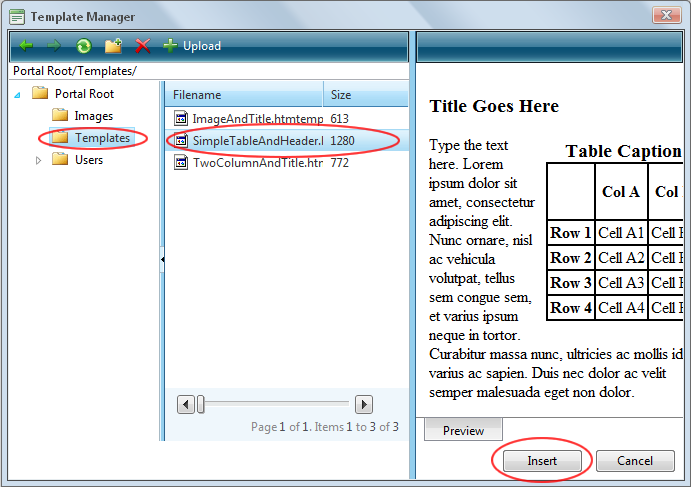 Template Manager
Upload
Portal Root/Templates/
Portal Root
Images
Templates
Users
Filename Size
ImageAndTitle.htmtemp 613
SimpleTableAndHeader.l 1280
TwoColumnAndTitle.htr 772
Page 1 of 1. Items 1 to 3 of 3
Title Goes Here
Type the text
here. Lorem
ipsum dolor sit
amet, consectetur
adipiscing elit.
Nunc ornare, nisl
ac vehicula
volutpat, tellus
sem congue sem,
et varius ipsum
neque in tortor.
Table Caption
Col A Col
Row 1 Cell A1 Cell
Row 2 Cell A2 Cell
Row 3 Cell A3 Cell
Row 4 Cell A4 Cell
Curabitur massa nunc, ultricies ac mollis id
varius ac sapien. Duis nec dolor ac velit
semper malesuada eget non dolor.
Preview
Insert
Cancel